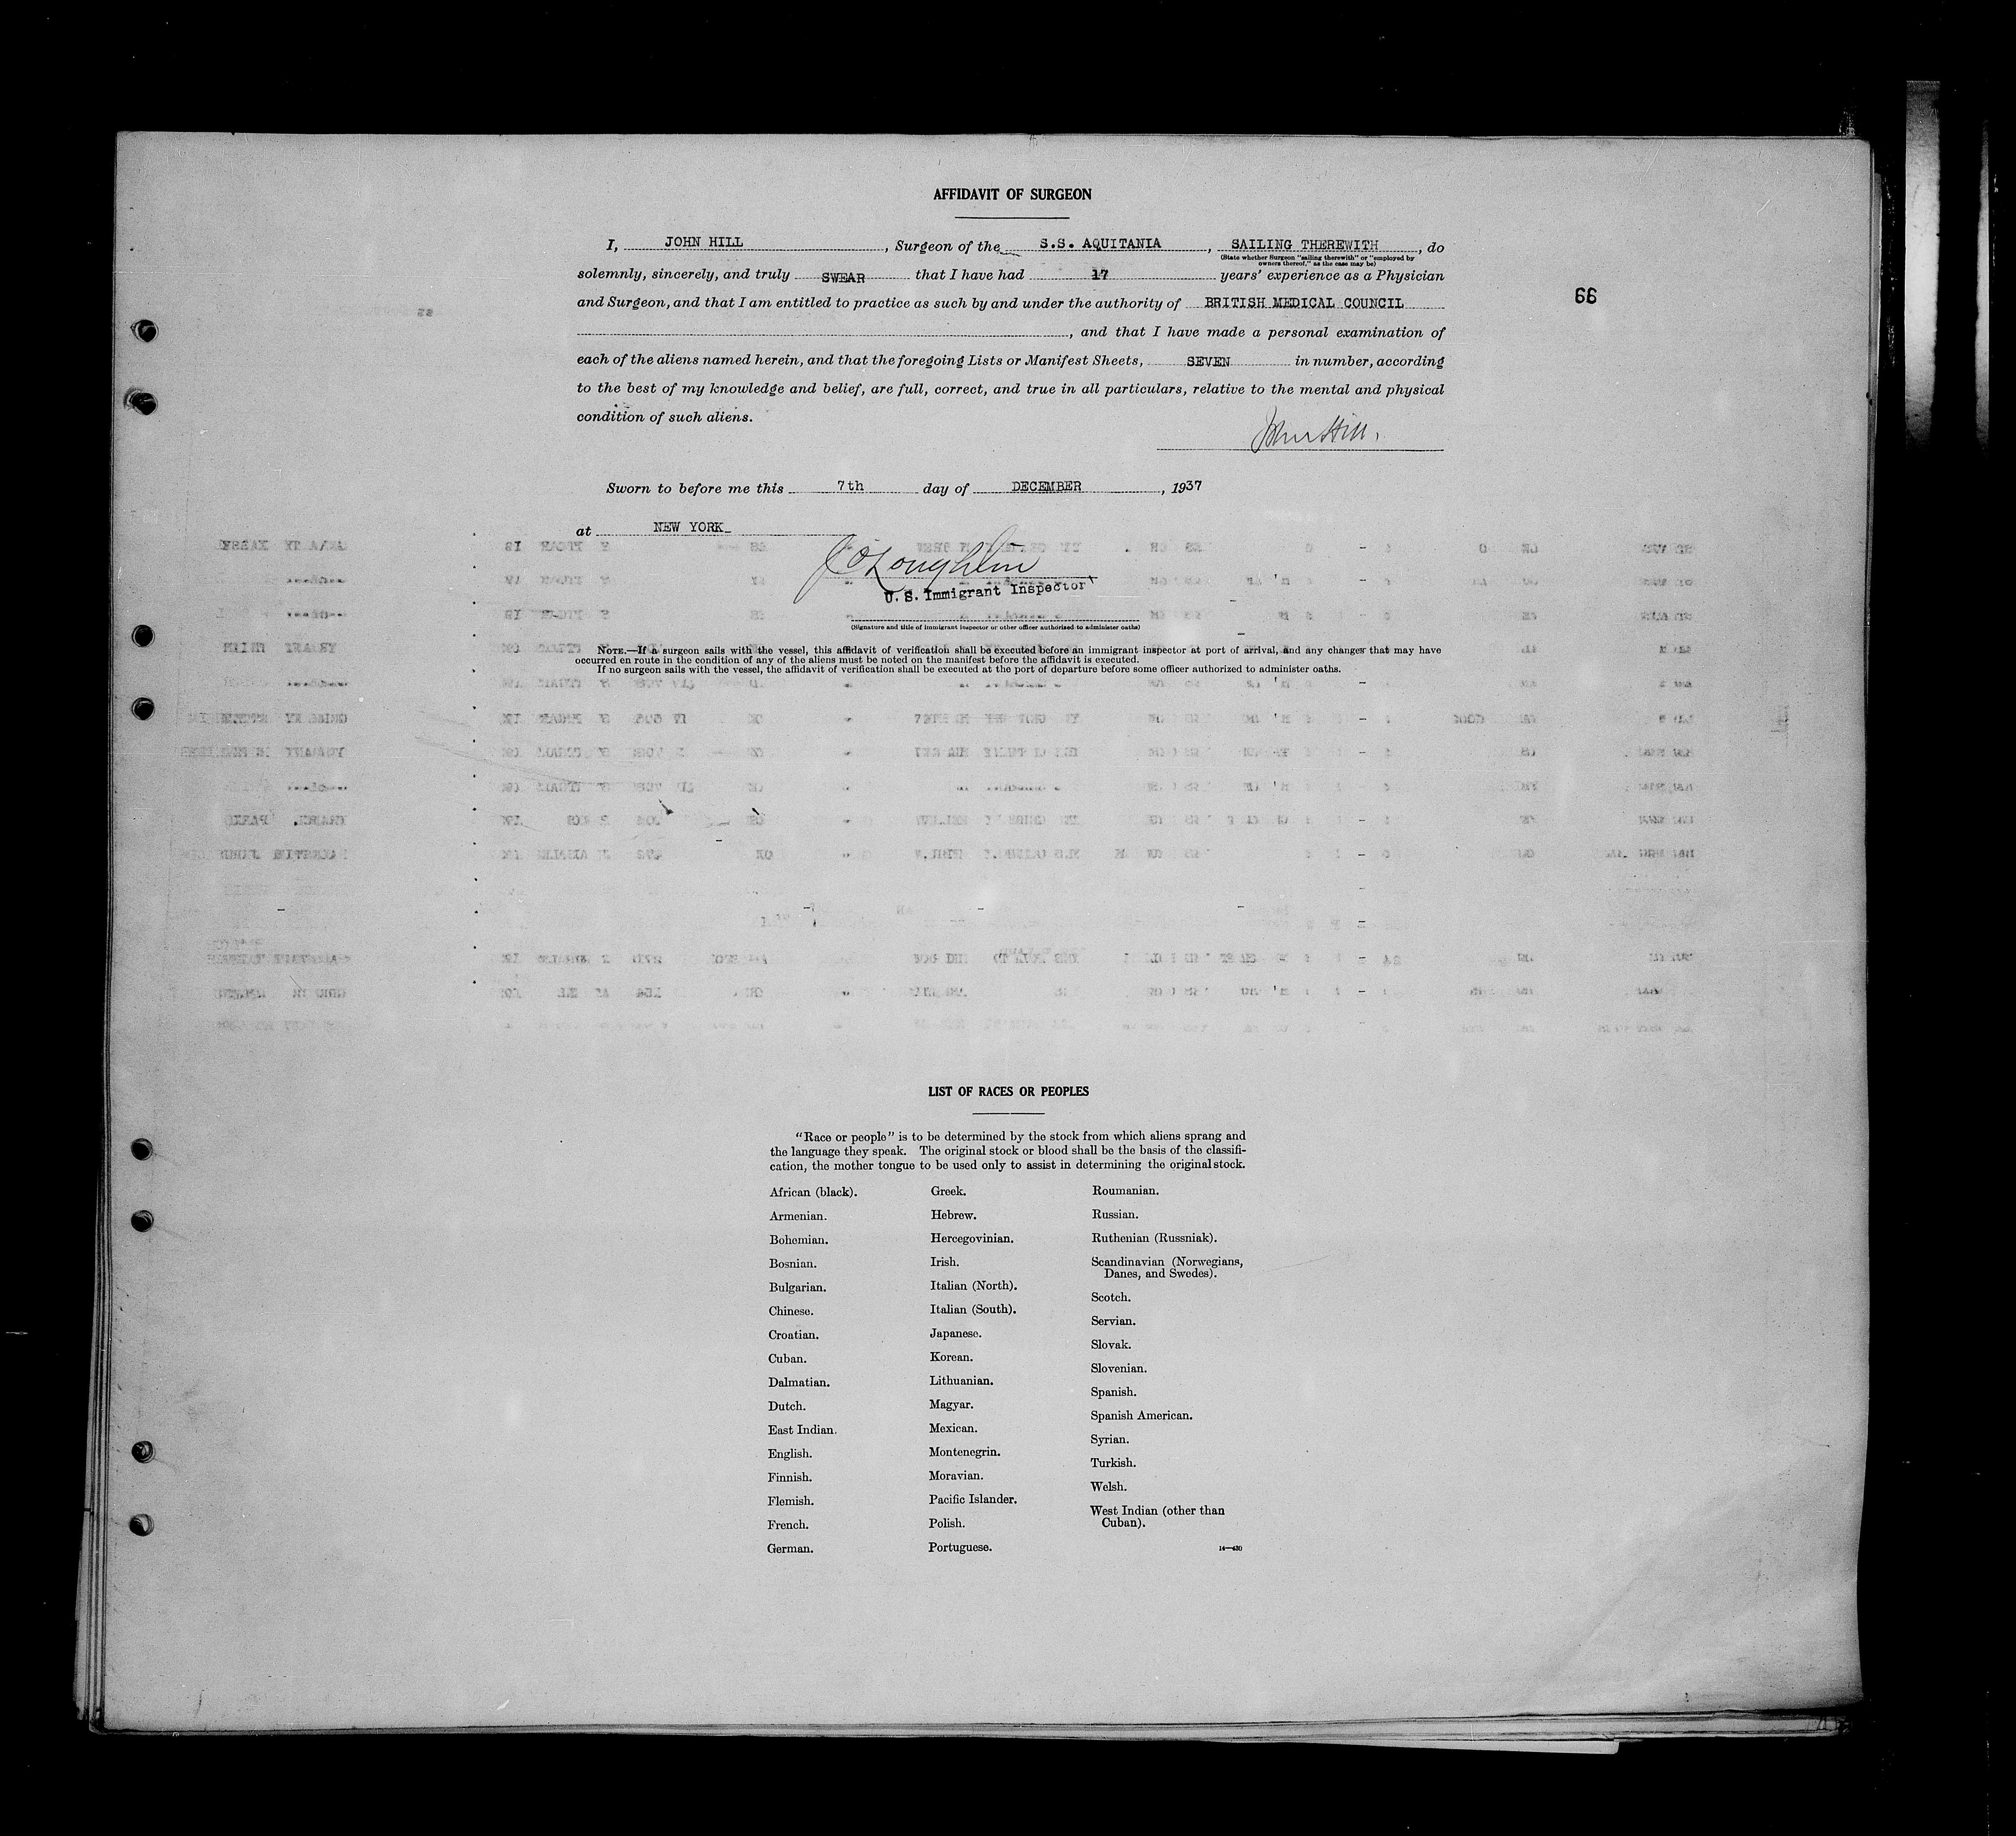 AFFIDAVIT OF SURGEON
I, JOHN HILL, Surgeon of the S.S. AQUITANIA, SAILING THEREWITH, do
(State whether Surgeon "sailing therewith" or "employed by
owners thereof," as the case may be)
solemnly, sincerely, and truly SWEAR that I have had 17 years' experience as a Physician
and Surgeon, and that I am entitled to practice as such by and under the authority of BRITISH MEDICAL COUNCIL
66
, and that I have made a personal examination of
each of the aliens named herein, and that the foregoing Lists or Manifest Sheets, SEVEN in number, according
to the best of my knowledge and belief, are full, correct, and true in all particulars, relative to the mental and physical
condition of such aliens.
John Hill.
Sworn to before me this 7th day of DECEMBER, 1937
at NEW YORK
J O'Loughlin
U. S. Immigrant Inspector
(Signature and title of immigrant inspector or other officer authorized to administer oaths)
NOTE.—If a surgeon sails with the vessel, this affidavit of verification shall be executed before an immigrant inspector at port of arrival, and any changes that may have
occurred en route in the condition of any of the aliens must be noted on the manifest before the affidavit is executed.
If no surgeon sails with the vessel, the affidavit of verification shall be executed at the port of departure before some officer authorized to administer oaths.
LIST OF RACES OR PEOPLES
"Race or people" is to be determined by the stock from which aliens sprang and
the language they speak. The original stock or blood shall be the basis of the classifi-
cation, the mother tongue to be used only to assist in determining the original stock.
African (black).
Armenian.
Bohemian.
Bosnian.
Bulgarian.
Chinese.
Croatian.
Cuban.
Dalmatian.
Dutch.
East Indian.
English.
Finnish.
Flemish.
French.
German.
Greek.
Hebrew.
Hercegovinian.
Irish.
Italian (North).
Italian (South).
Japanese.
Korean.
Lithuanian.
Magyar.
Mexican.
Montenegrin.
Moravian.
Pacific Islander.
Polish.
Portuguese.
Roumanian.
Russian.
Ruthenian (Russniak).
Scandinavian (Norwegians,
Danes, and Swedes).
Scotch.
Servian.
Slovak.
Slovenian.
Spanish.
Spanish American.
Syrian.
Turkish.
Welsh.
West Indian (other than
Cuban).
14—430